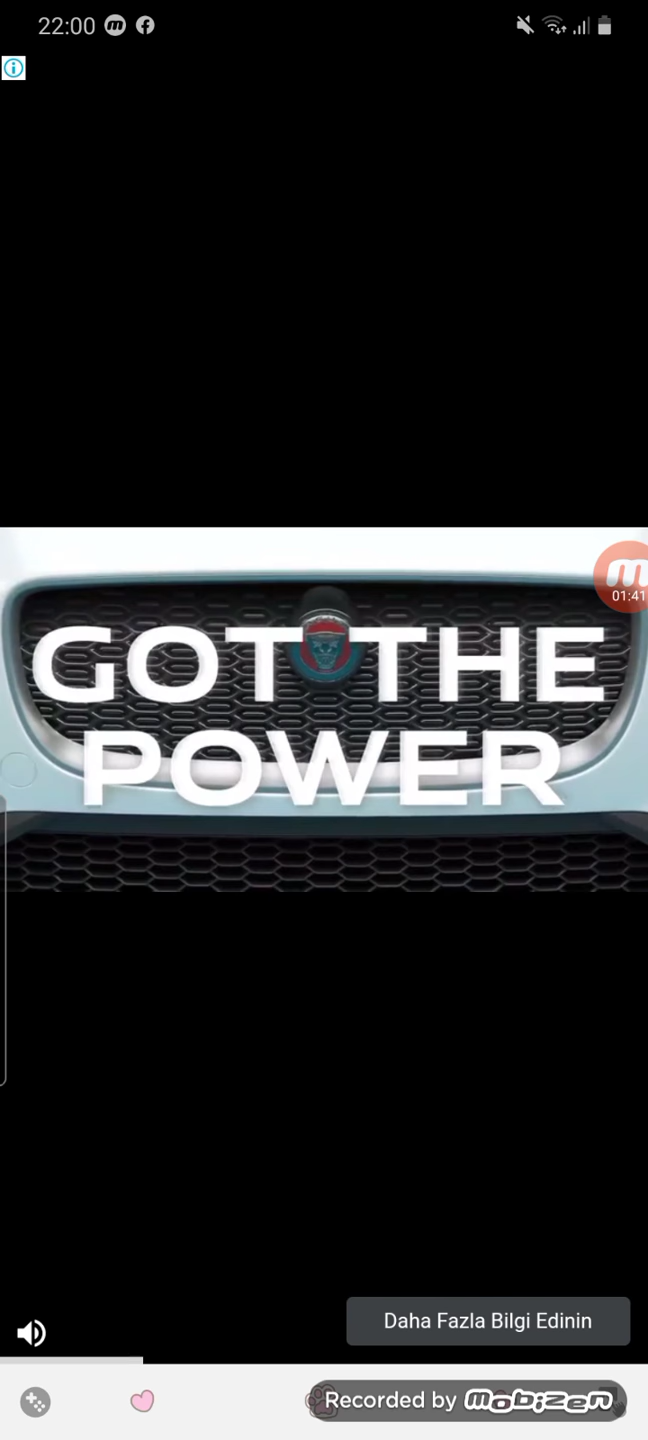 22:00
01:41
GOT THE
POWER
Daha Fazla Bilgi Edinin
Recorded by mobizen